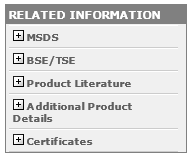 RELATED INFORMATION
MSDS
BSE/TSE
Product Literature
Additional Product
Details
Certificates